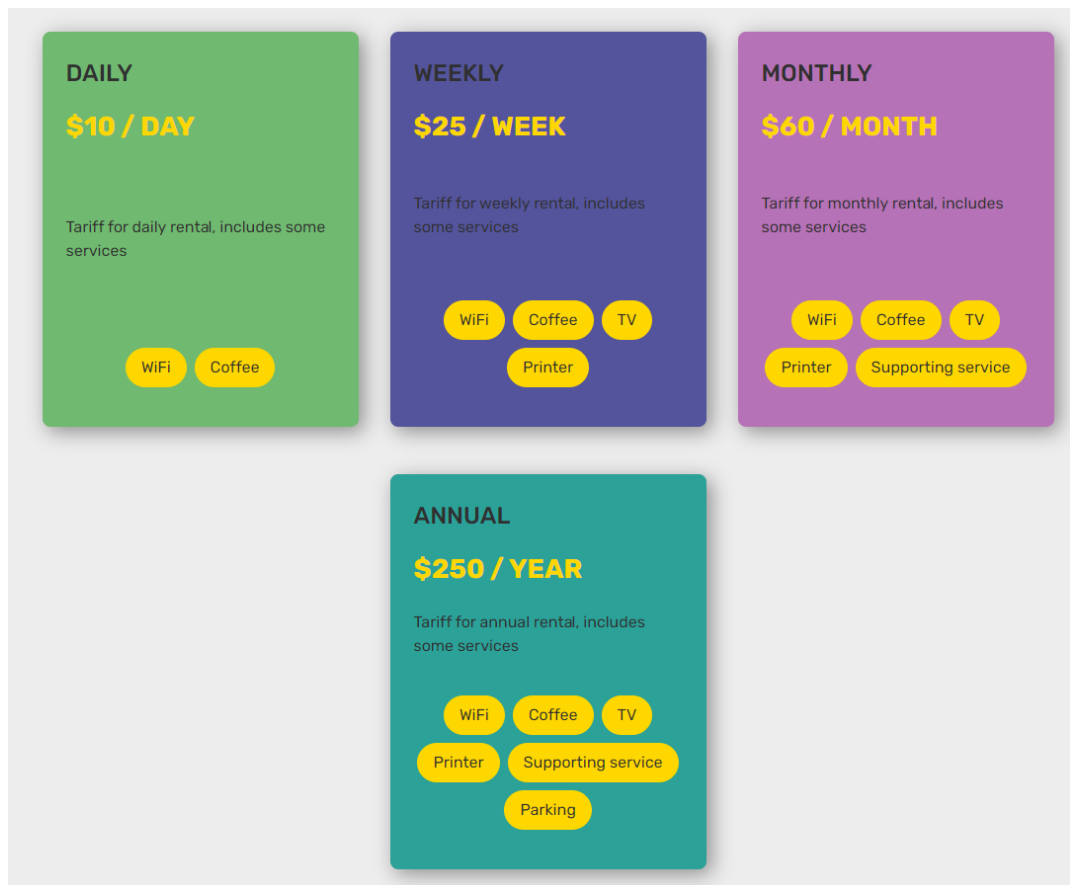 DAILY
$10 / DAY
Tariff for daily rental, includes some
services
WiFi Coffee
WEEKLY
$25 / WEEK
Tariff for weekly rental, includes
some services
WiFi Coffee TV
Printer
MONTHLY
$60 / MONTH
Tariff for monthly rental, includes
some services
WiFi Coffee TV
Printer Supporting service
ANNUAL
$250 / YEAR
Tariff for annual rental, includes
some services
WiFi Coffee TV
Printer Supporting service
Parking